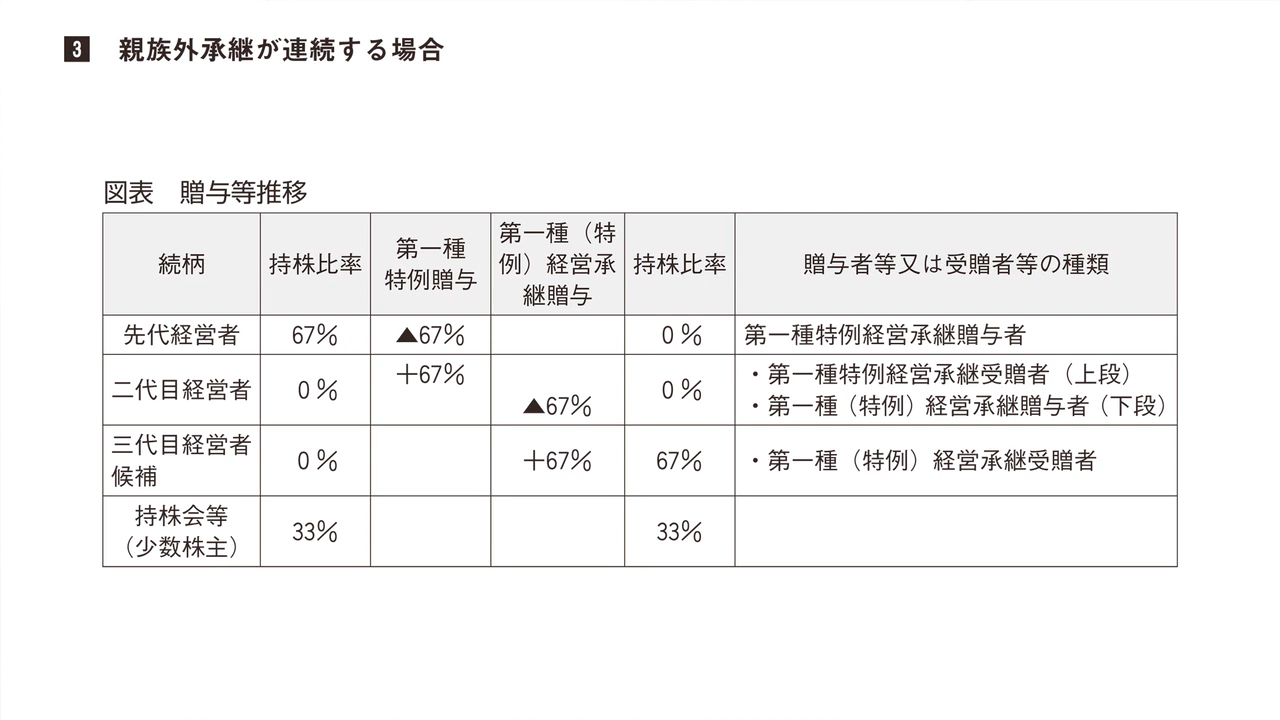 3 親族外承継が連続する場合
図表 贈与等推移
続柄
持株比率
第一種
特例贈与
第一種（特
例）経営承
継贈与
持株比率
贈与者等又は受贈者等の種類
先代経営者
67%
▲67%
0%
第一種特例経営承継贈与者
二代目経営者
0%
＋67%
▲67%
0%
・第一種特例経営承継受贈者（上段）
・第一種（特例）経営承継贈与者（下段）
三代目経営者
候補
0%
＋67%
67%
・第一種（特例）経営承継受贈者
持株会等
（少数株主）
33%
33%